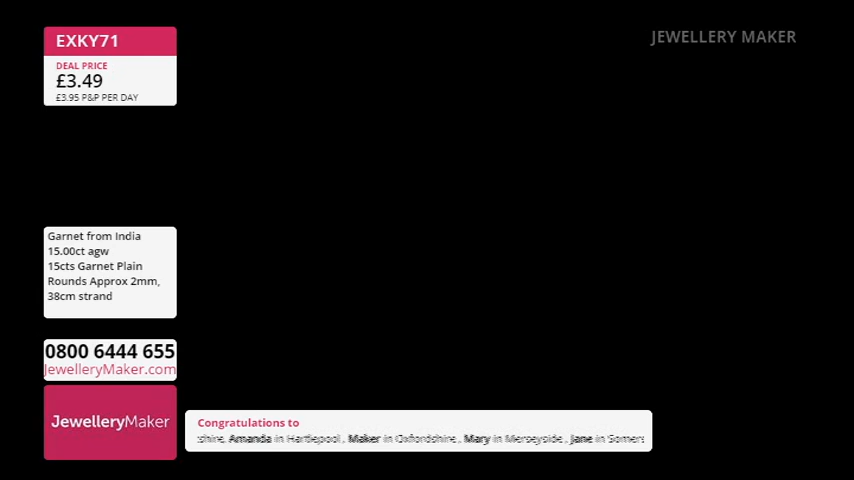 EXKY71
JEWELLERY MAKER
DEAL PRICE
£3.49
£3.95 P&P PER DAY
Garnet from India
15.00ct agw
15cts Garnet Plain
Rounds Approx 2mm,
38cm strand
0800 6444 655
JewelleryMaker.com
JewelleryMaker
Congratulations to
shire, Amanda in Hartlepool, Maker in Oxfordshire, Mary in Merseyside, Jane in Somers